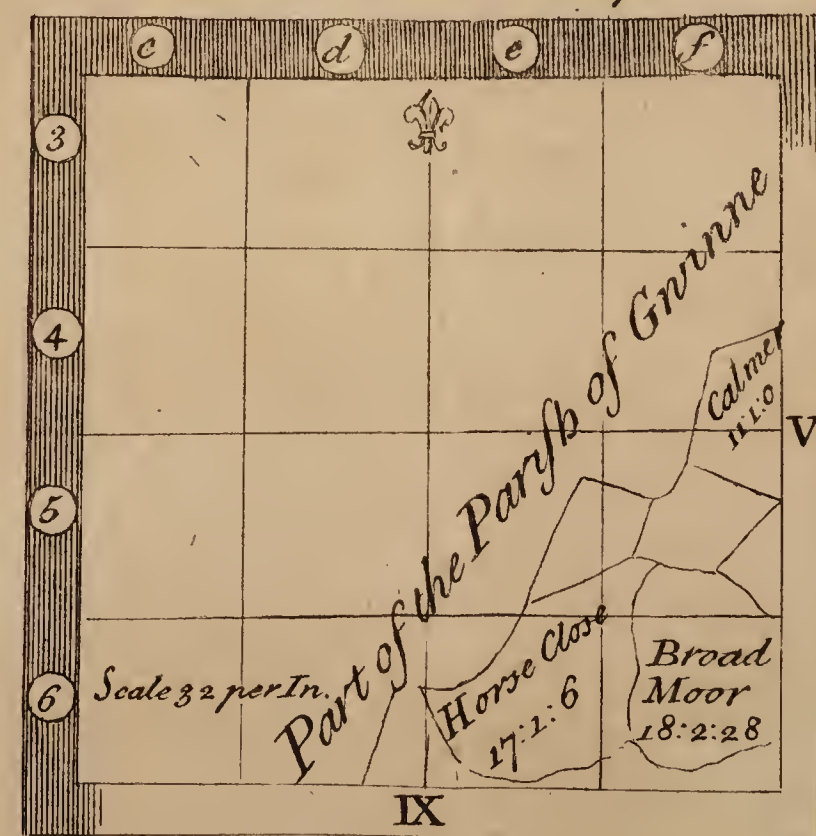 c d e f
3
4
5
6
Part of the Pariſh of Gwinne
Calmer
11:1:0
V
Horse Close
17:1:6
Broad
Moor
18:2:28
Scale 32 per In.
IX